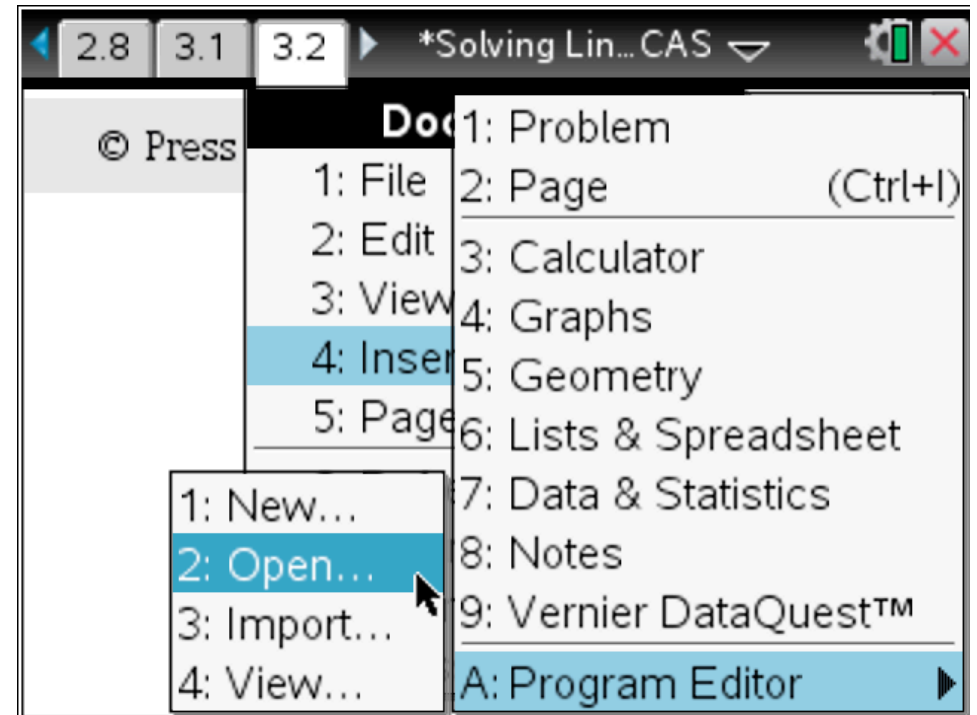 2.8 3.1 3.2 *Solving Lin…CAS
© Press
Doc
1: File
2: Edit
3: View
4: Inser
5: Page
1: Problem
2: Page (Ctrl+I)
3: Calculator
4: Graphs
5: Geometry
6: Lists & Spreadsheet
7: Data & Statistics
8: Notes
9: Vernier DataQuest™
A: Program Editor
1: New...
2: Open...
3: Import...
4: View...